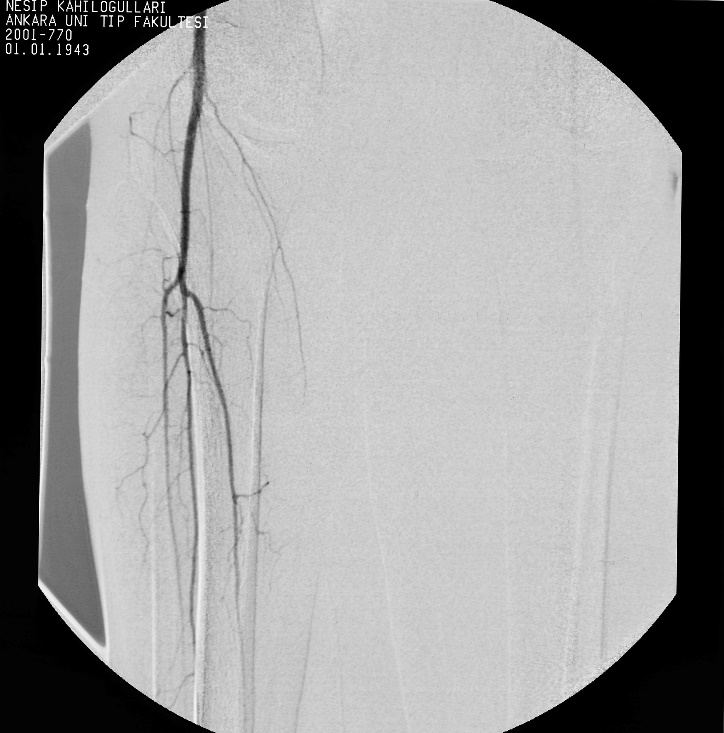 NESIP KAHILOGULLARI
ANKARA UNI TIP FAKULTESI
2001-770
01.01.1943